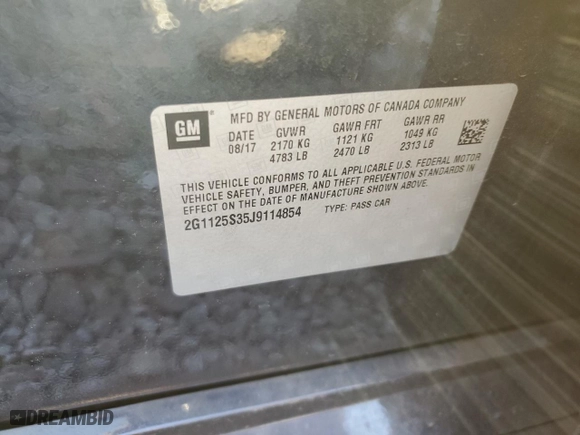 GM
MFD BY GENERAL MOTORS OF CANADA COMPANY
DATE GVWR GAWR FRT GAWR RR
08/17 2170 KG 1121 KG 1049 KG
4783 LB 2470 LB 2313 LB
THIS VEHICLE CONFORMS TO ALL APPLICABLE U.S. FEDERAL MOTOR
VEHICLE SAFETY, BUMPER, AND THEFT PREVENTION STANDARDS IN
EFFECT ON THE DATE OF MANUFACTURE SHOWN ABOVE.
2G1125S35J9114854 TYPE: PASS CAR
DREAMBID